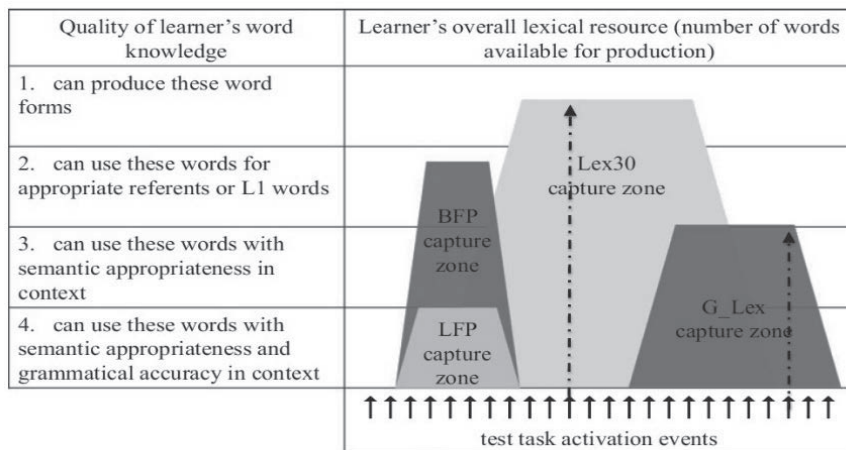 Quality of learner's word
knowledge
Learner's overall lexical resource (number of words
available for production)
1. can produce these word
forms
2. can use these words for
appropriate referents or L1 words
3. can use these words with
semantic appropriateness in
context
4. can use these words with
semantic appropriateness and
grammatical accuracy in context
Lex30
capture zone
BFP
capture
zone
LFP
capture
zone
G_Lex
capture zone
test task activation events